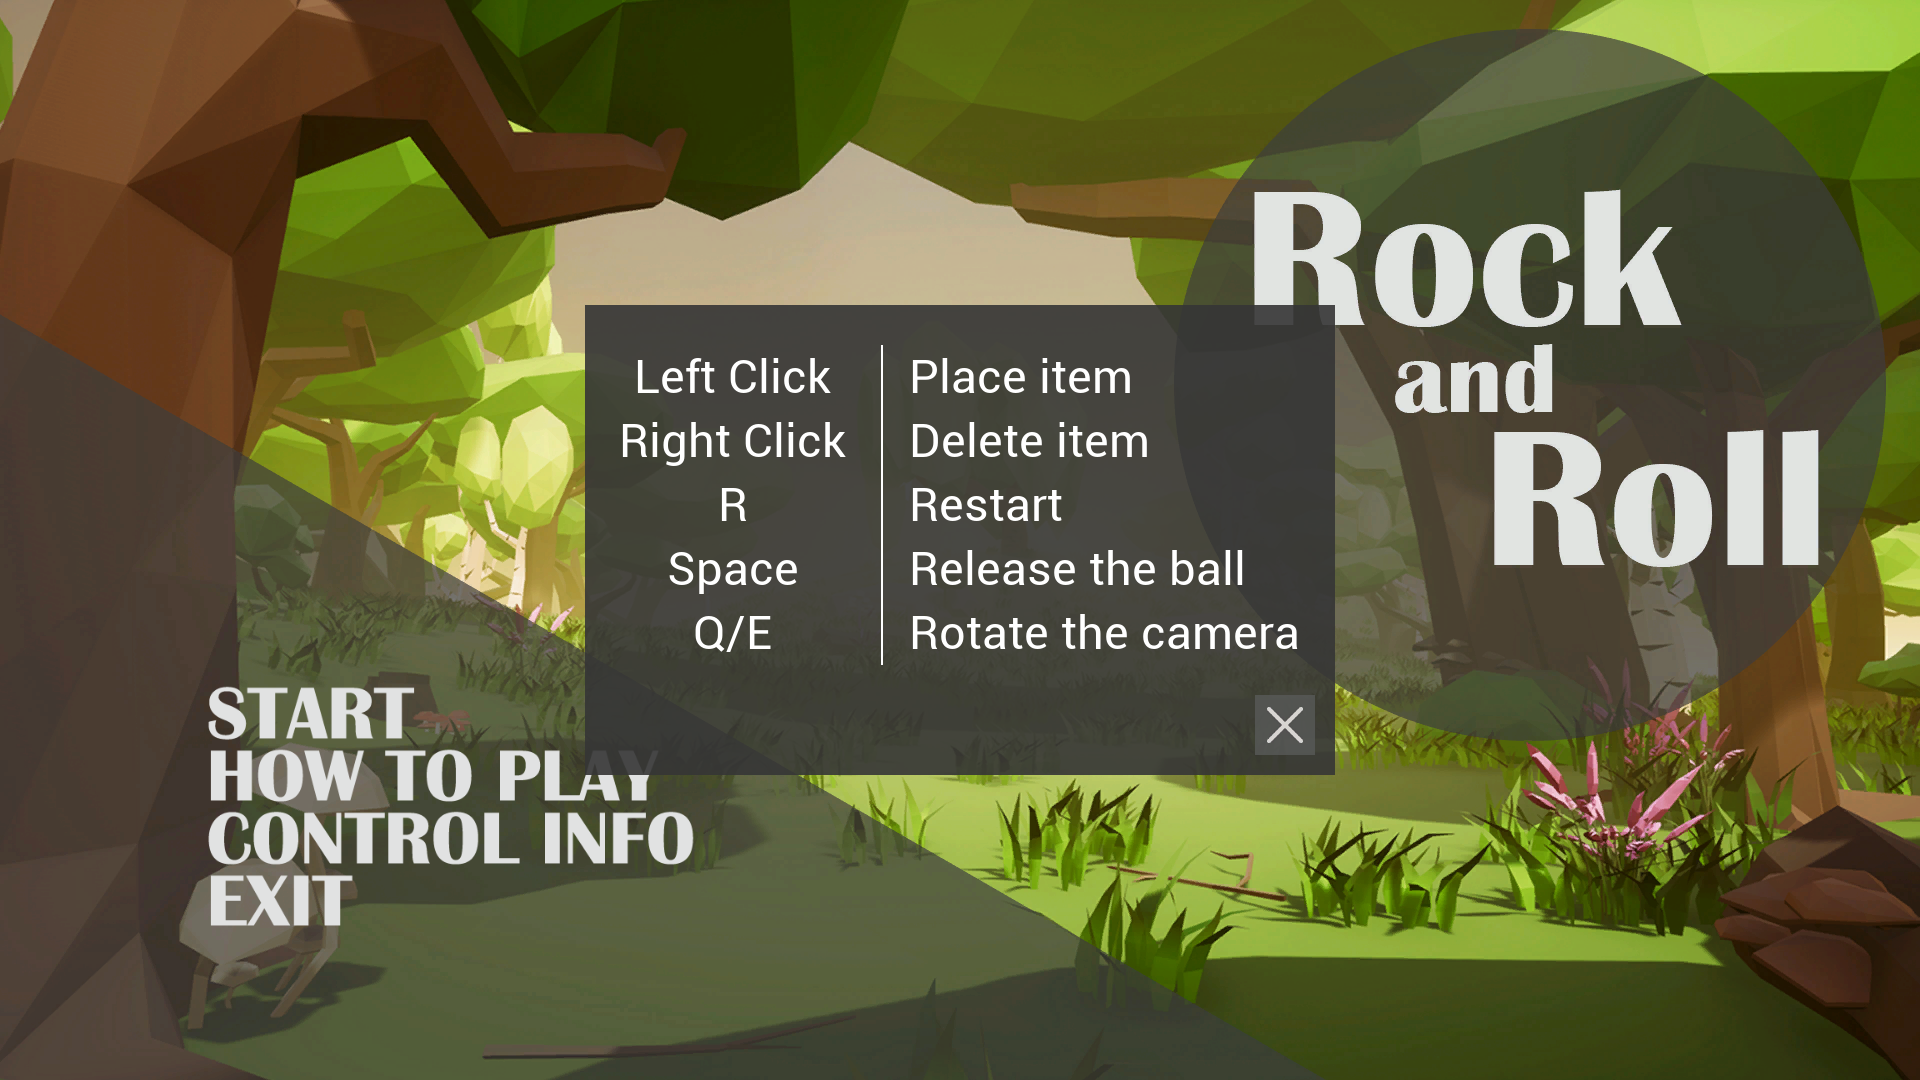 Rock
and
Roll
Left Click Place item
Right Click Delete item
R Restart
Space Release the ball
Q/E Rotate the camera
START
HOW TO PLAY
CONTROL INFO
EXIT